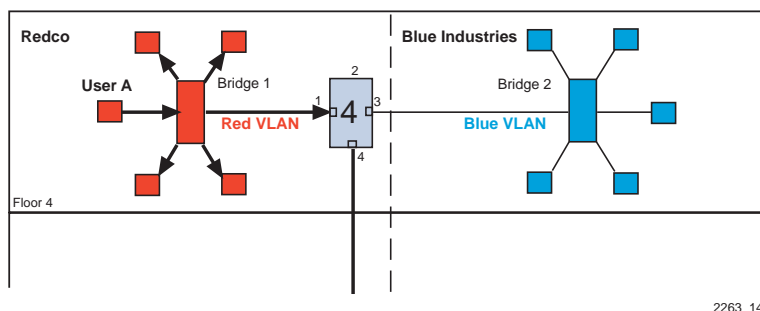 Redco
Blue Industries
User A
Bridge 1
2
Bridge 2
1
4
3
Red VLAN
Blue VLAN
4
Floor 4
2263_14